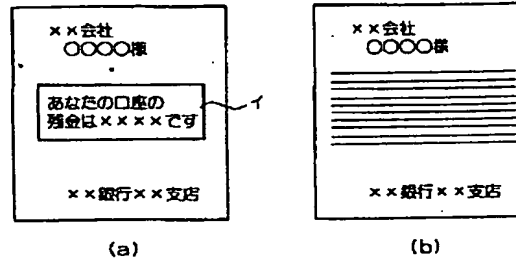 ××会社
○○○○様
あなたの口座の
残金は××××です
イ
××銀行××支店
(a)
××会社
○○○○様
××銀行××支店
(b)